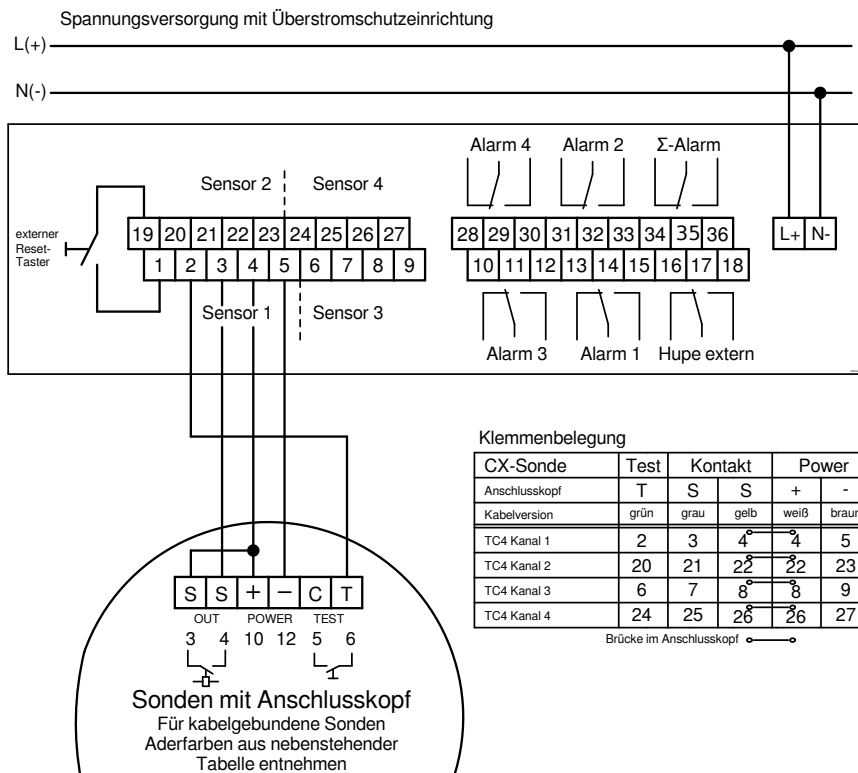 Spannungsversorgung mit Überstromschutzeinrichtung
L(+)
N(-)
Alarm 4 Alarm 2 Σ-Alarm
Sensor 2 Sensor 4
externer
Reset-
Taster
19 20 21 22 23 24 25 26 27
28 29 30 31 32 33 34 35 36
L+ N-
1 2 3 4 5 6 7 8 9
10 11 12 13 14 15 16 17 18
Sensor 1 Sensor 3
Alarm 3 Alarm 1 Hupe extern
Klemmenbelegung
CX-Sonde Test Kontakt Power
Anschlusskopf T S S + -
Kabelversion grün grau gelb weiß braun
TC4 Kanal 1 2 3 4 4 5
TC4 Kanal 2 20 21 22 22 23
TC4 Kanal 3 6 7 8 8 9
TC4 Kanal 4 24 25 26 26 27
Brücke im Anschlusskopf
S S + − C T
OUT POWER TEST
3 4 10 12 5 6
Sonden mit Anschlusskopf
Für kabelgebundene Sonden
Aderfarben aus nebenstehender
Tabelle entnehmen